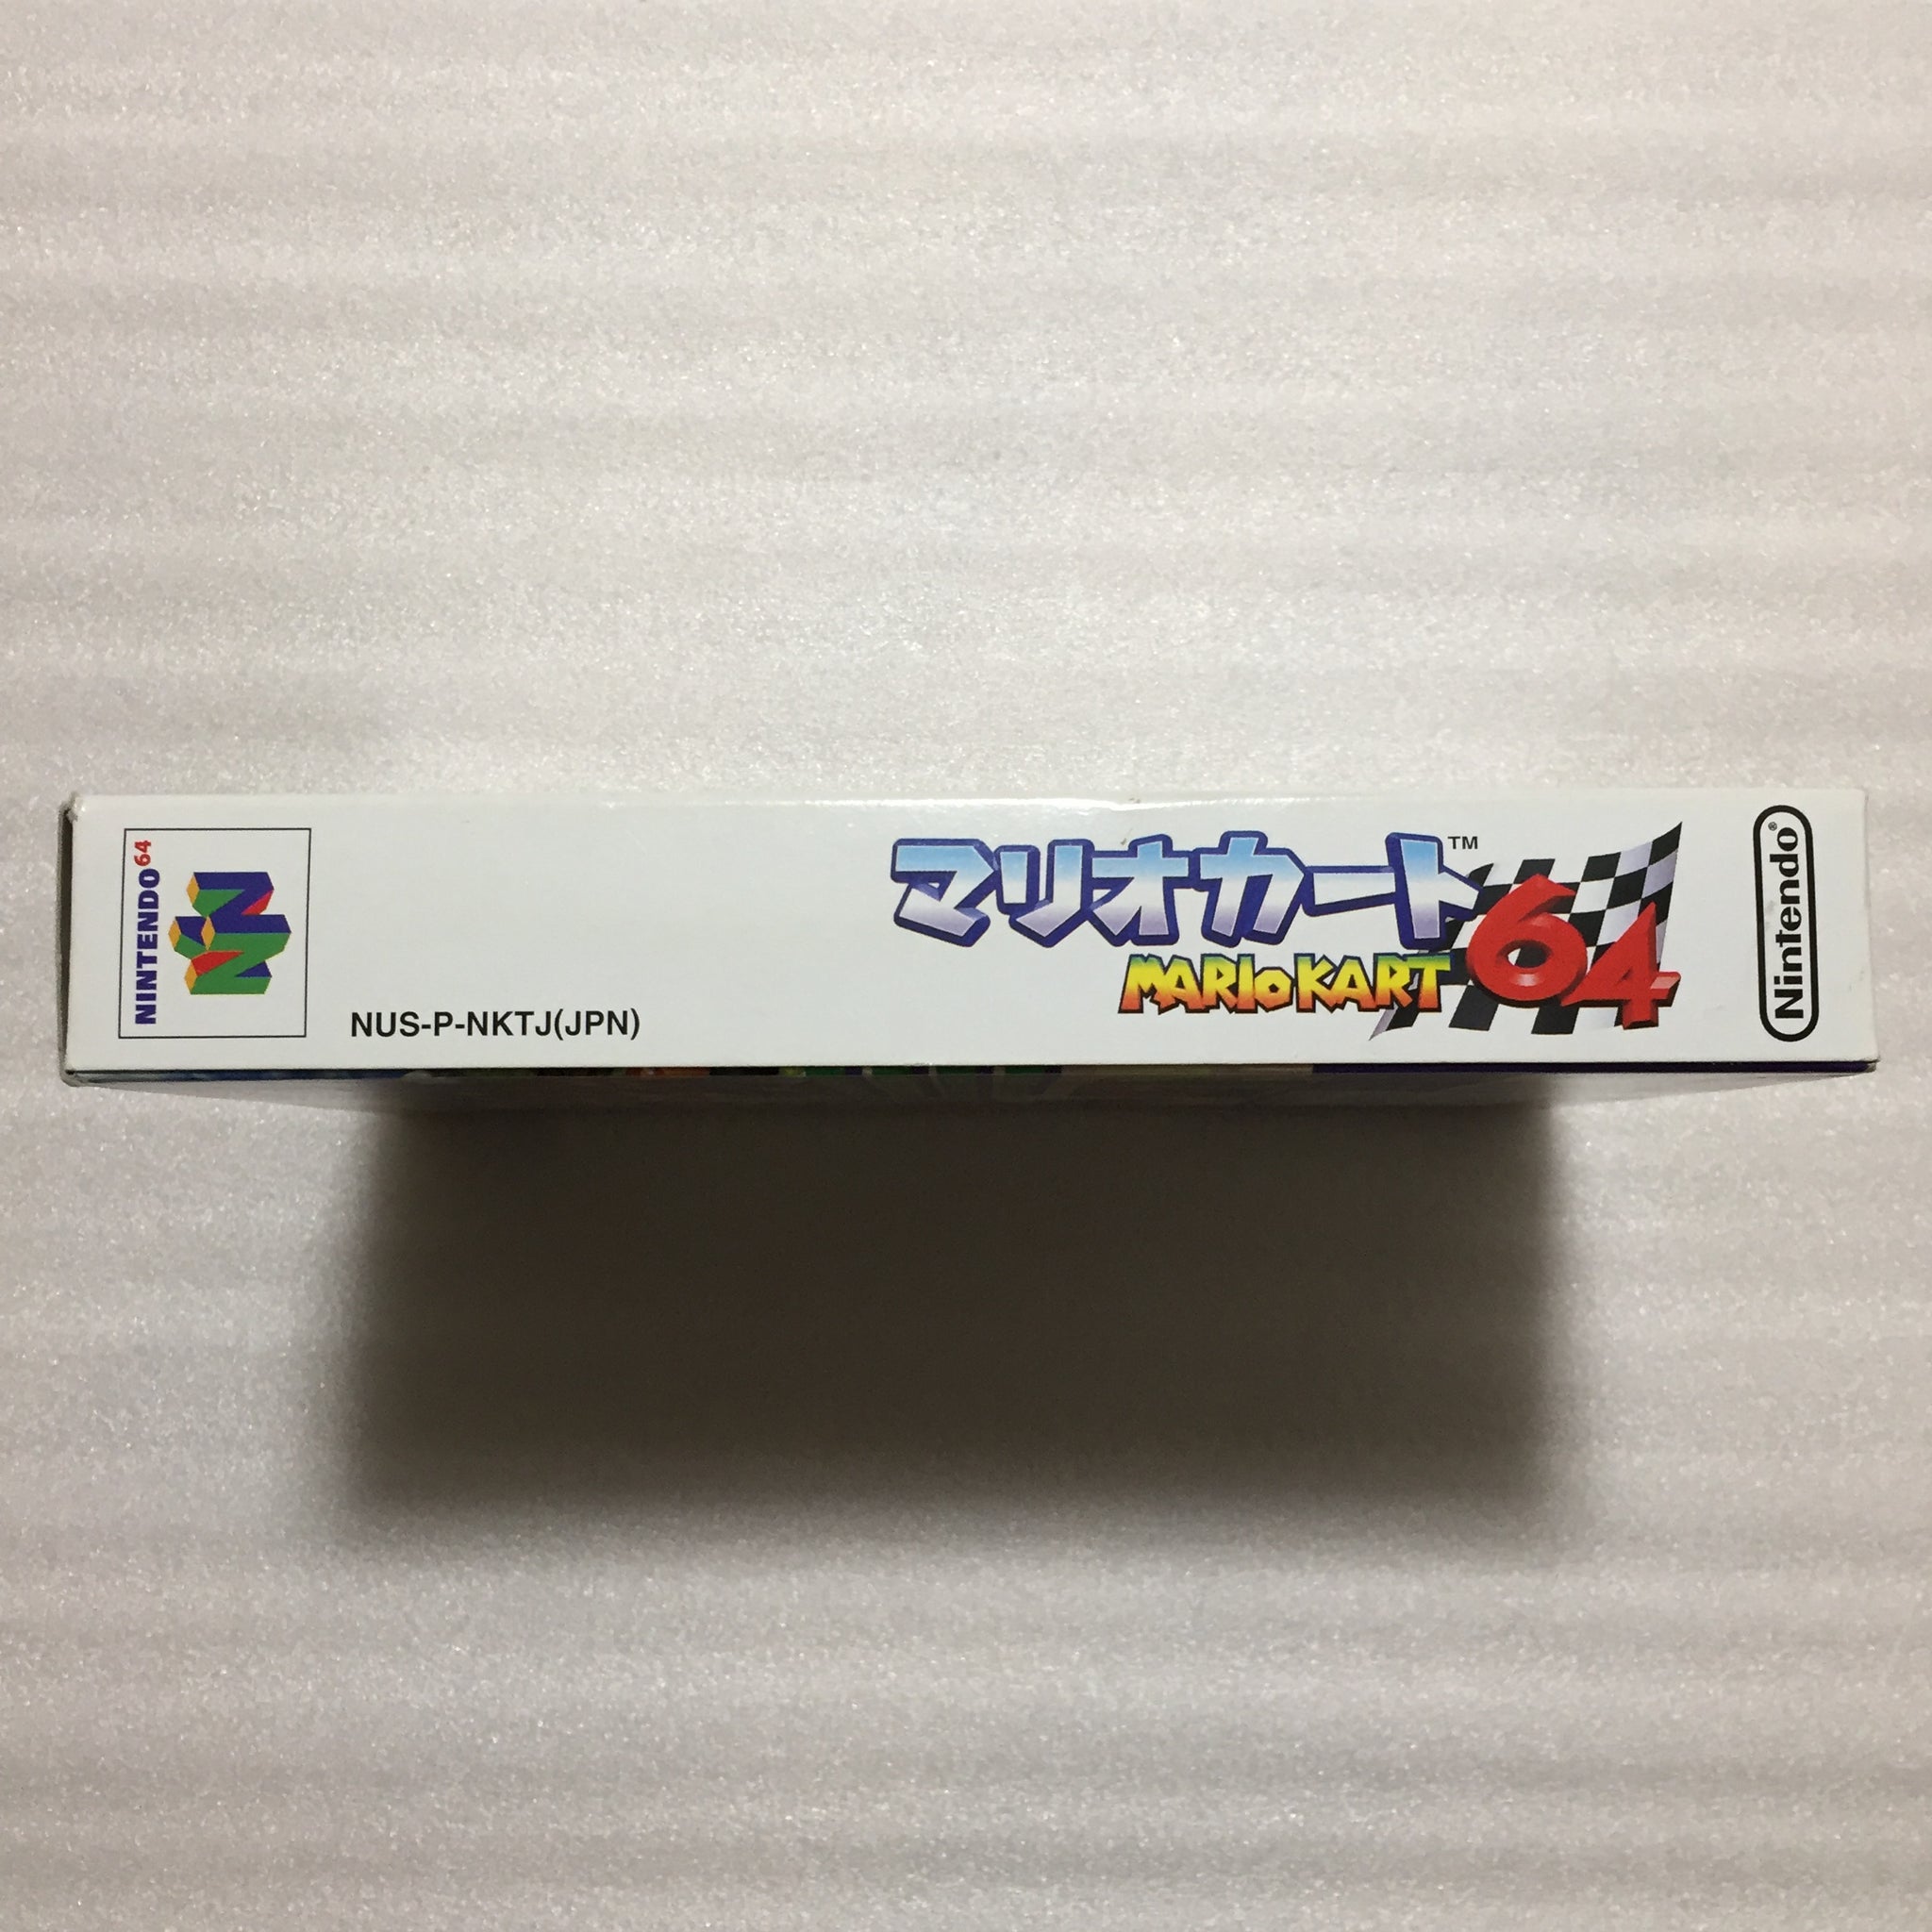 NINTENDO64
NUS-P-NKTJ(JPN)
マリオカート™
MARIO KART 64
Nintendo®